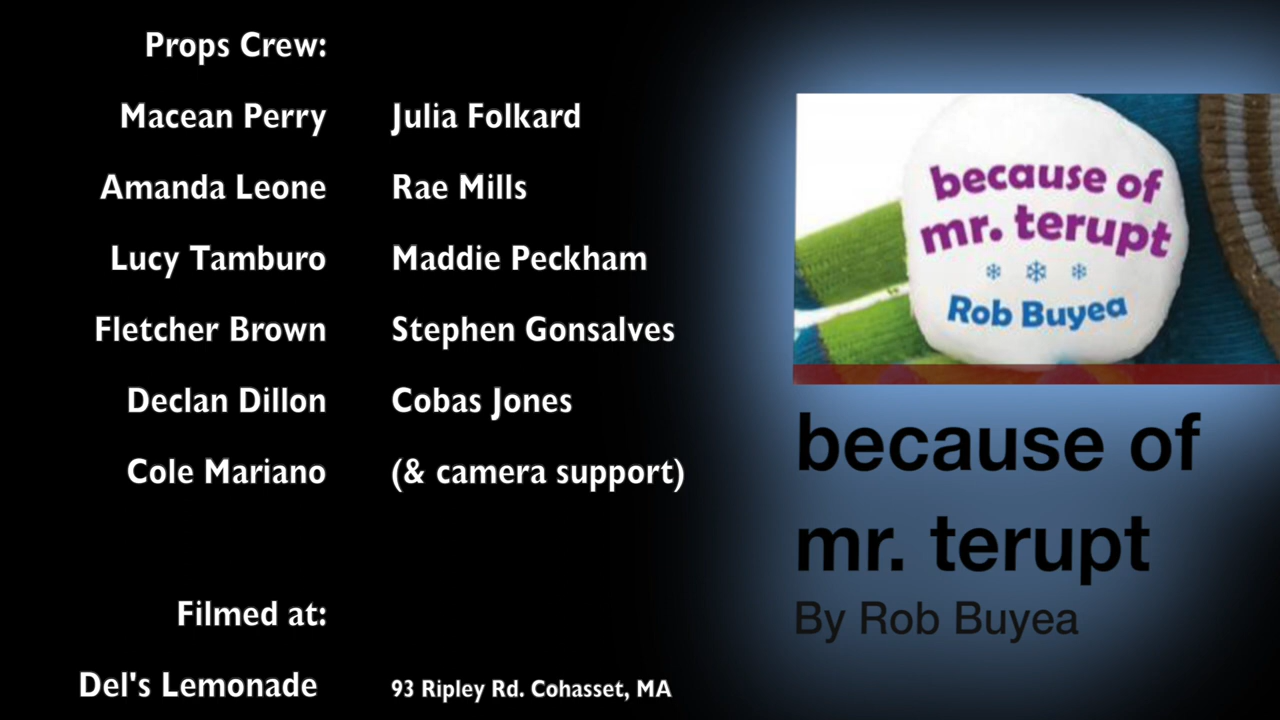 Props Crew:
Macean Perry Julia Folkard
Amanda Leone Rae Mills
Lucy Tamburo Maddie Peckham
Fletcher Brown Stephen Gonsalves
Declan Dillon Cobas Jones
Cole Mariano (& camera support)
Filmed at:
Del's Lemonade 93 Ripley Rd. Cohasset, MA
because of
mr. terupt
Rob Buyea
because of
mr. terupt
By Rob Buyea